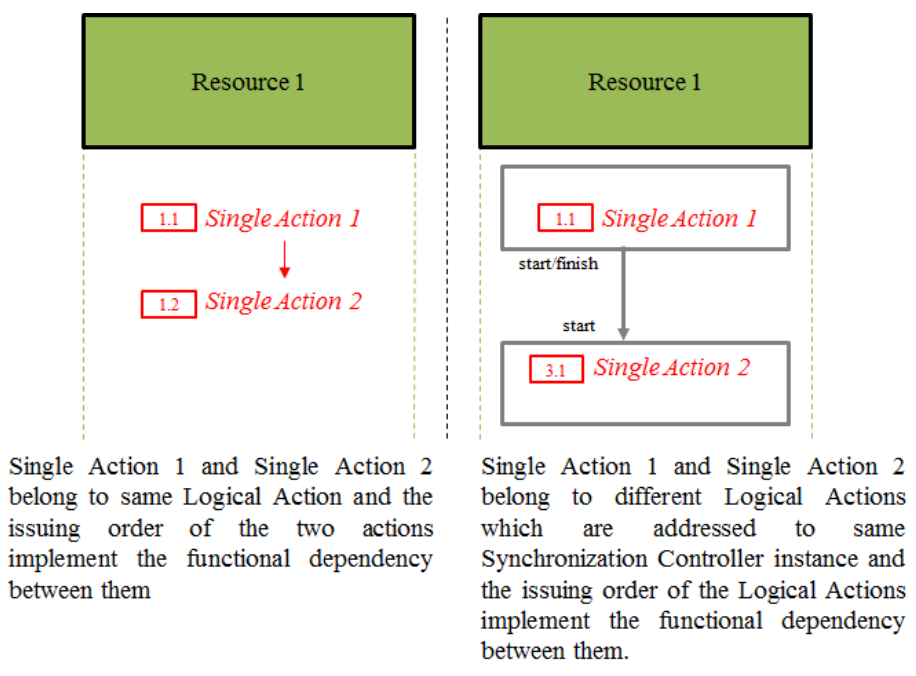 Resource 1
1.1 Single Action 1
1.2 Single Action 2
Single Action 1 and Single Action 2
belong to same Logical Action and the
issuing order of the two actions
implement the functional dependency
between them
Resource 1
1.1 Single Action 1
start/finish
start
3.1 Single Action 2
Single Action 1 and Single Action 2
belong to different Logical Actions
which are addressed to same
Synchronization Controller instance and
the issuing order of the Logical Actions
implement the functional dependency
between them.